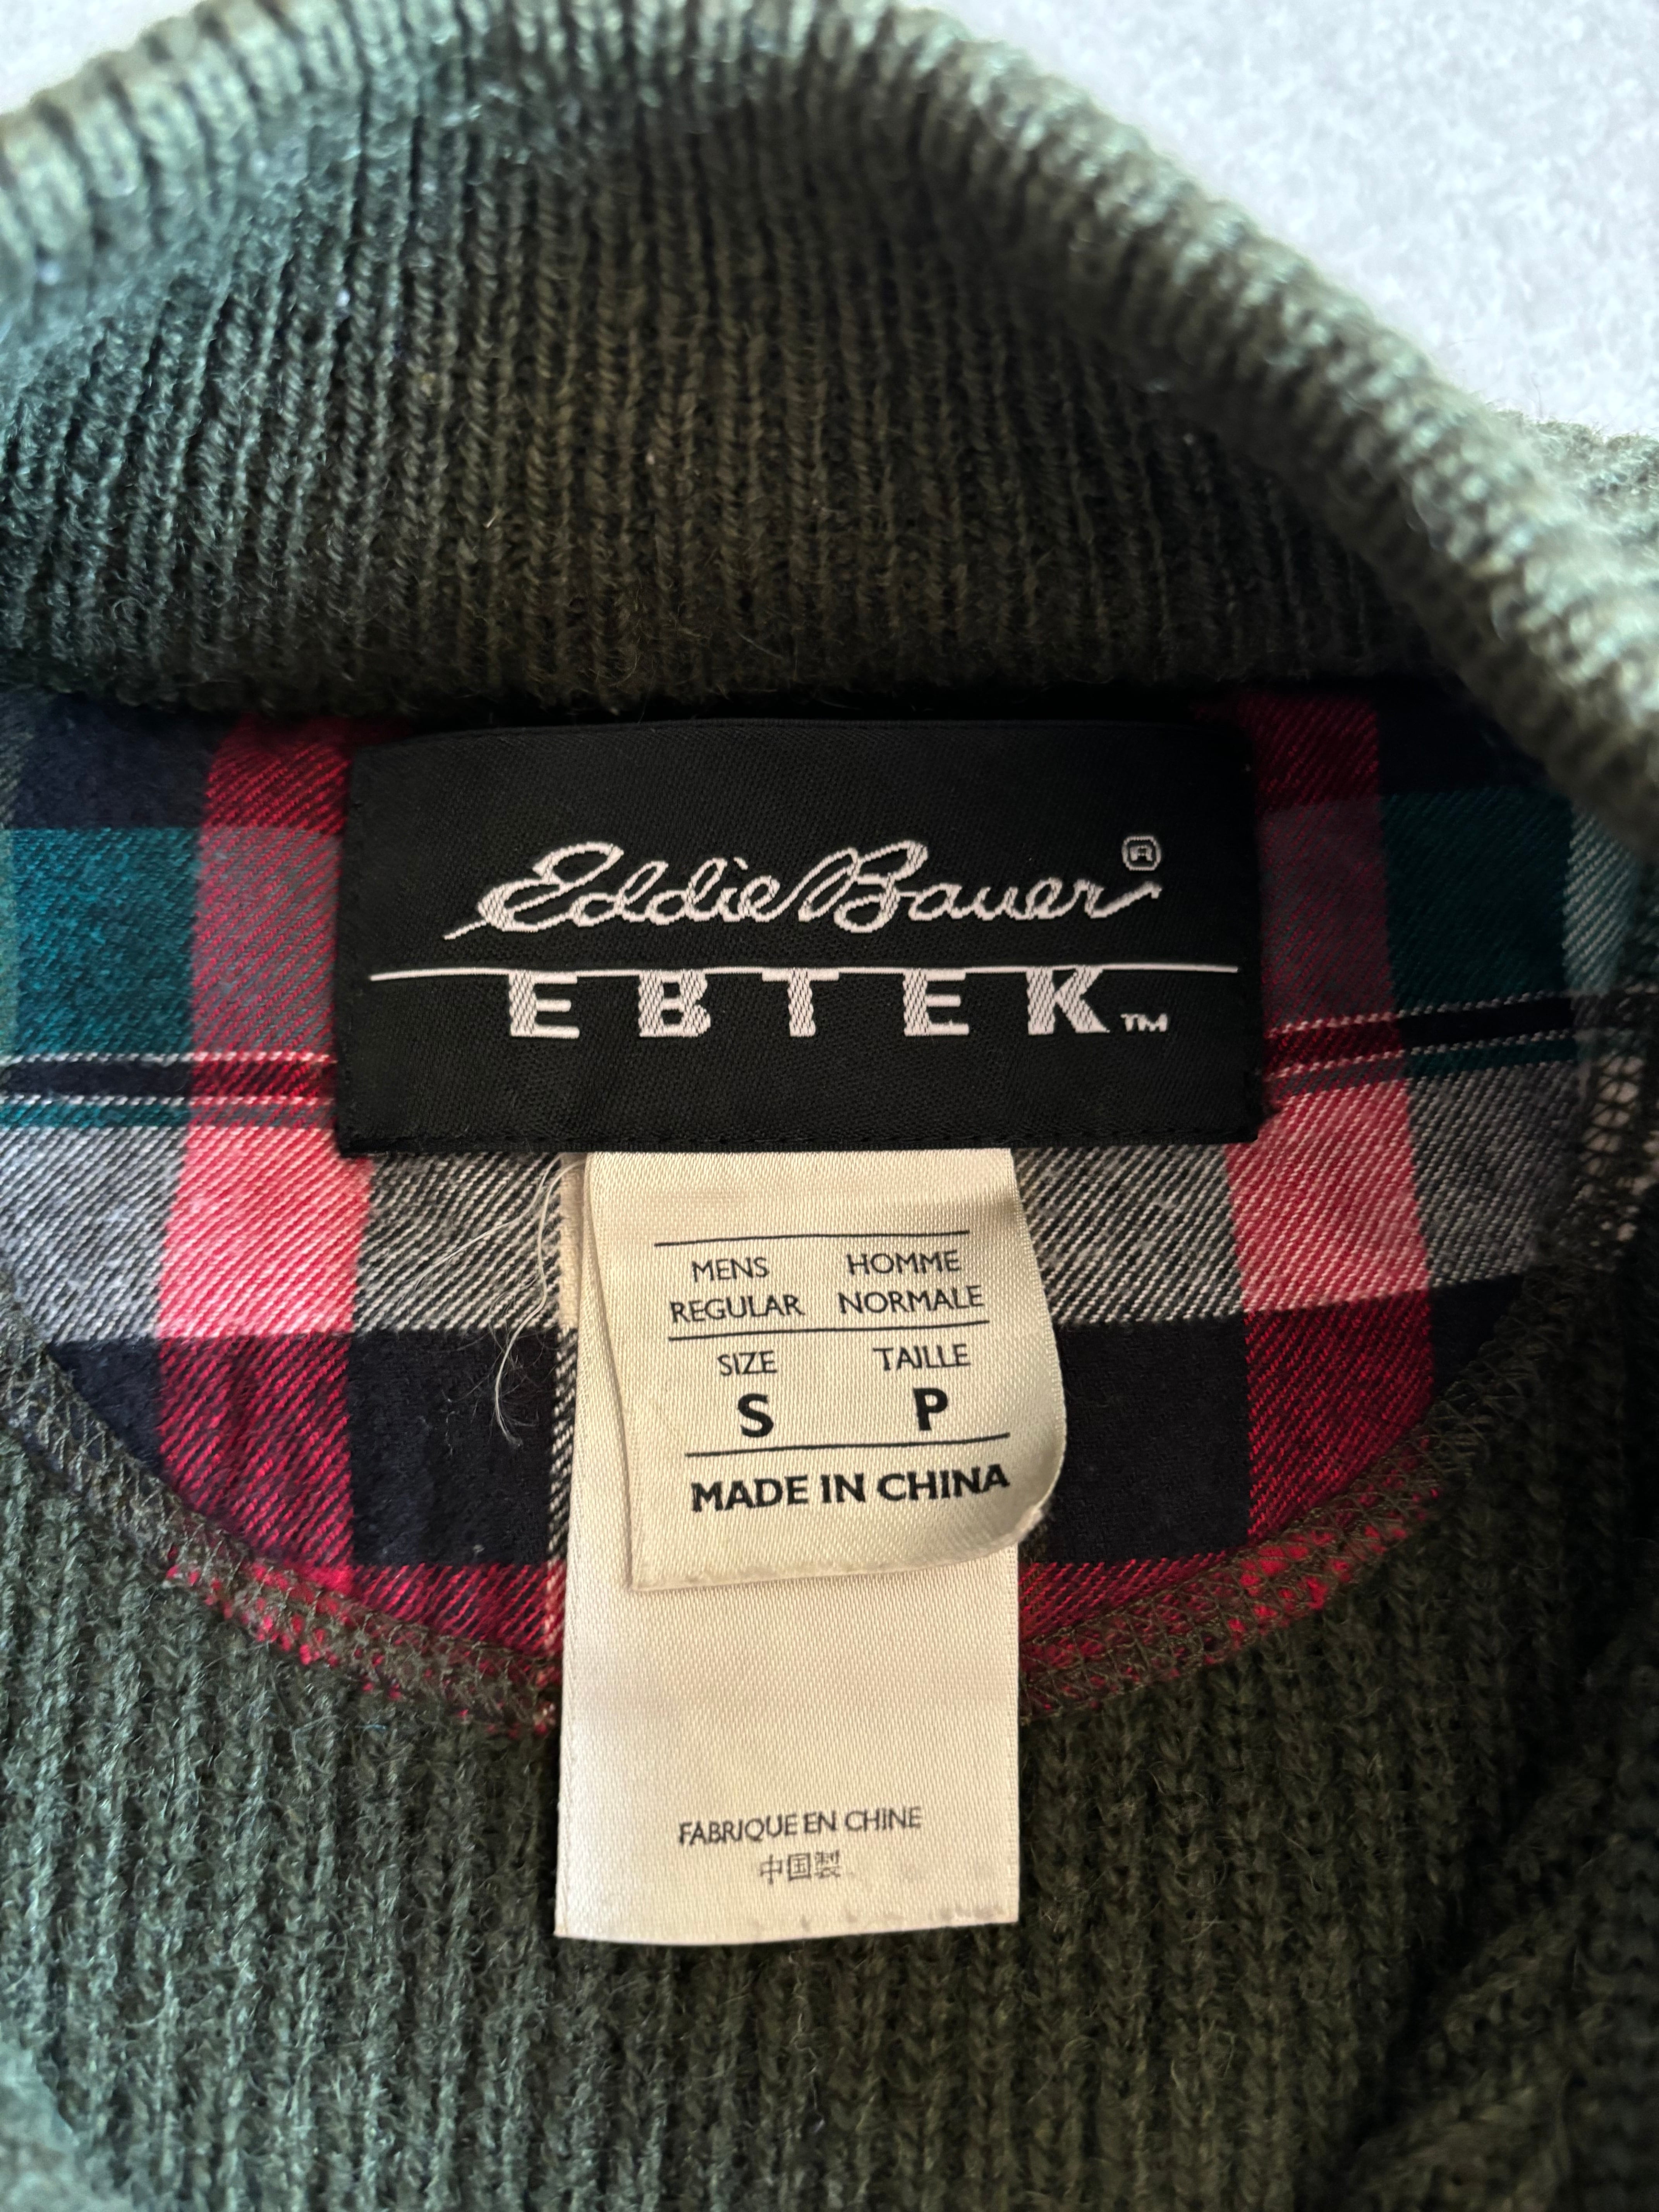 Eddie Bauer®
EBTEK™
MENS HOMME
REGULAR NORMALE
SIZE TAILLE
S P
MADE IN CHINA
FABRIQUE EN CHINE
中国製